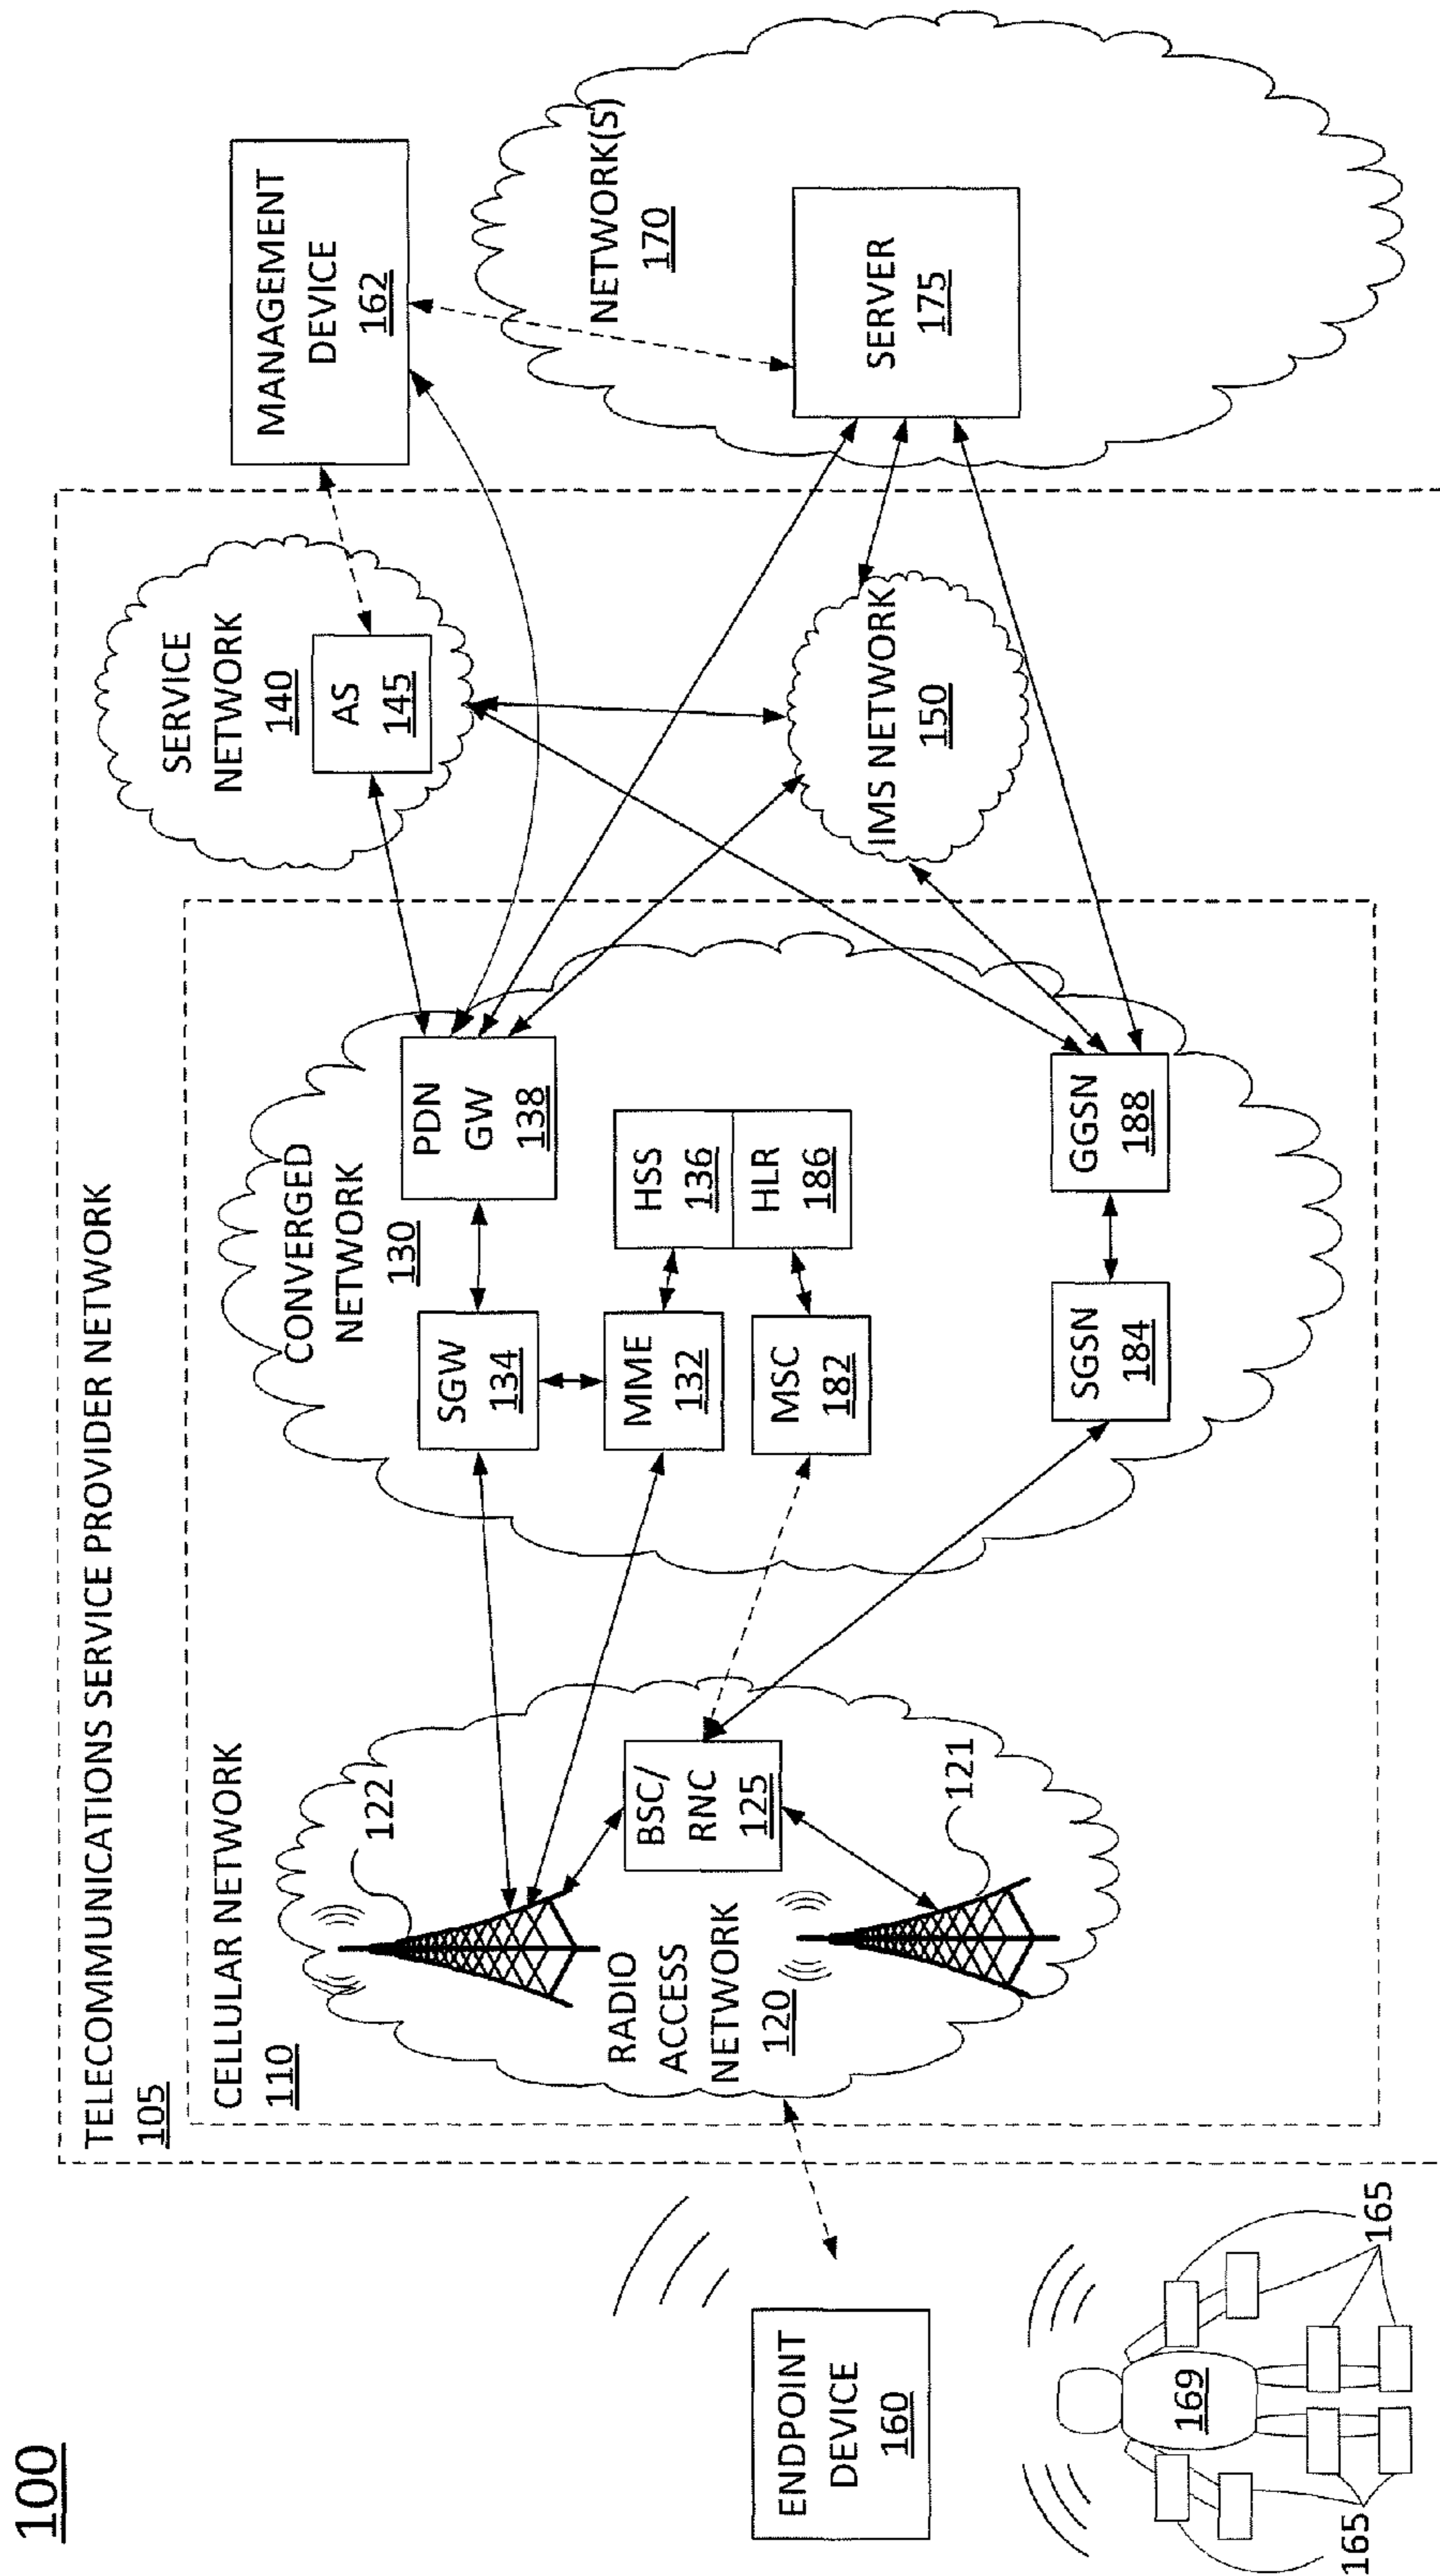 100
TELECOMMUNICATIONS SERVICE PROVIDER NETWORK
105
CELLULAR NETWORK
110
122
RADIO
ACCESS
NETWORK
120
BSC/
RNC
125
121
CONVERGED
NETWORK
130
SGW
134
PDN
GW
138
MME
132
HSS
136
HLR
186
MSC
182
SGSN
184
GGSN
188
SERVICE
NETWORK
140
AS
145
IMS NETWORK
150
MANAGEMENT
DEVICE
162
NETWORK(S)
170
SERVER
175
ENDPOINT
DEVICE
160
169
165
165